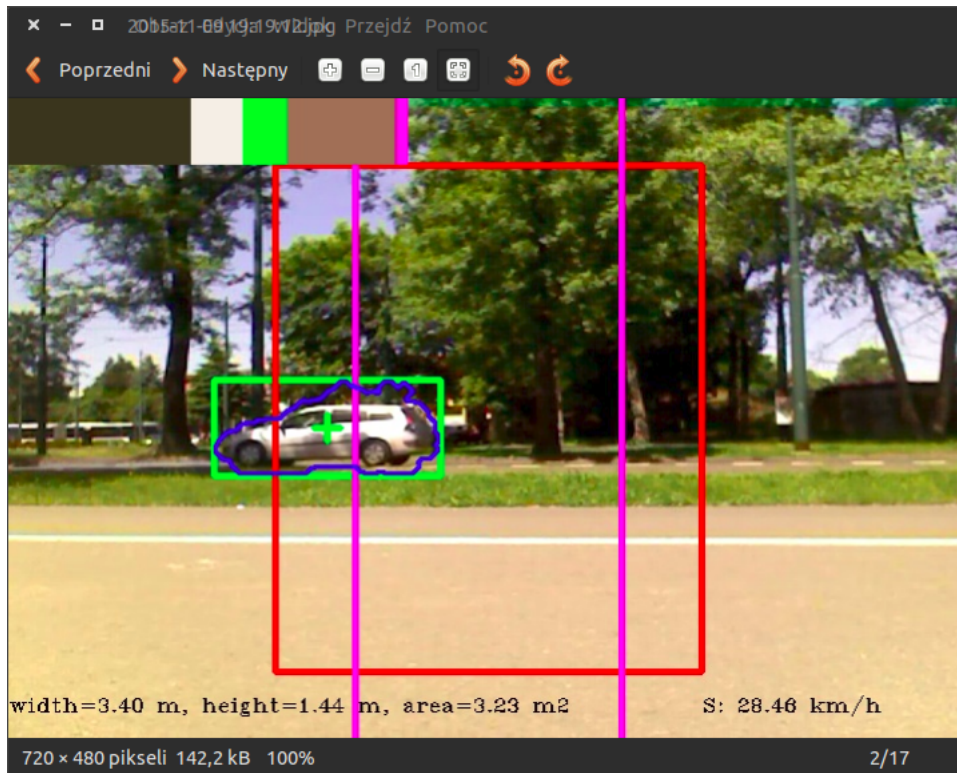 Przejdź Pomoc
Poprzedni Następny
width=3.40 m, height=1.44 m, area=3.23 m2 S: 28.46 km/h
720 × 480 pikseli 142,2 kB 100% 2/17